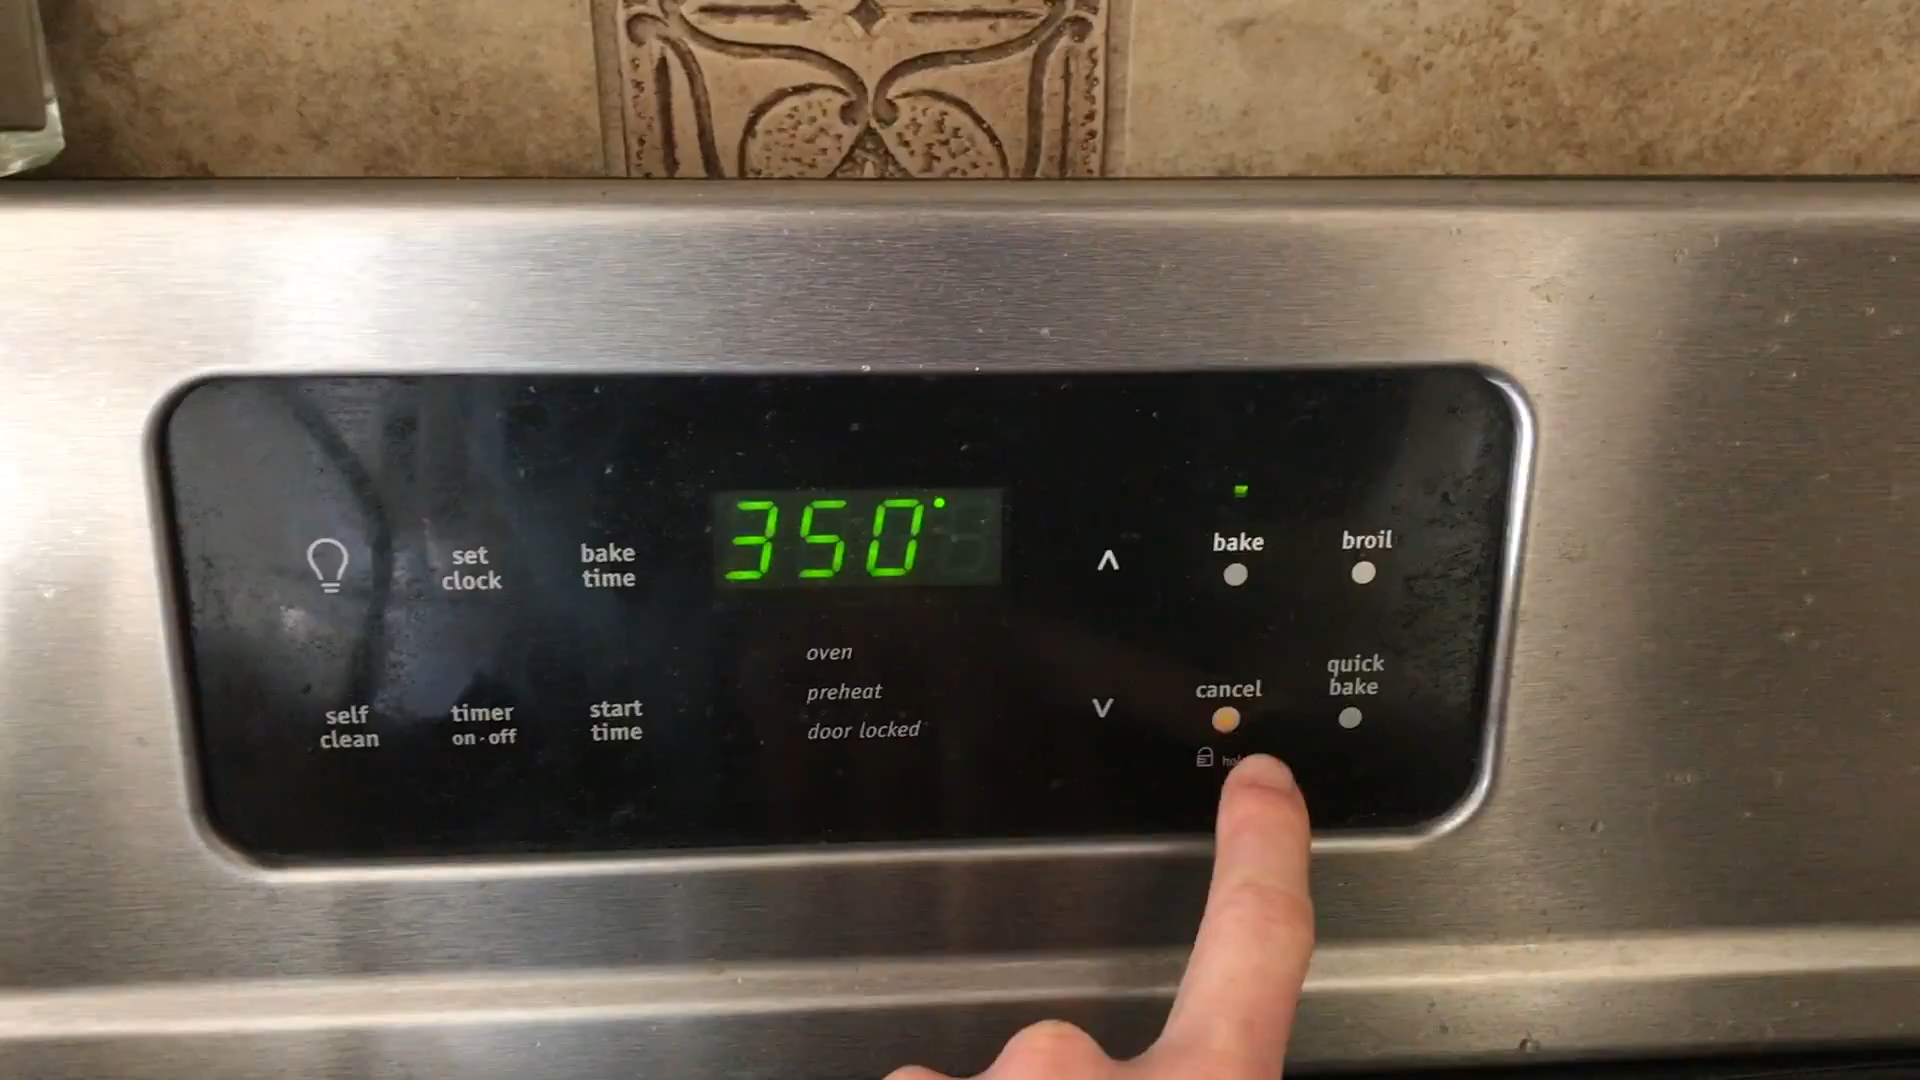 350°
set
clock
bake
time
bake
broil
oven
preheat
door locked
self
clean
timer
on·off
start
time
cancel
quick
bake